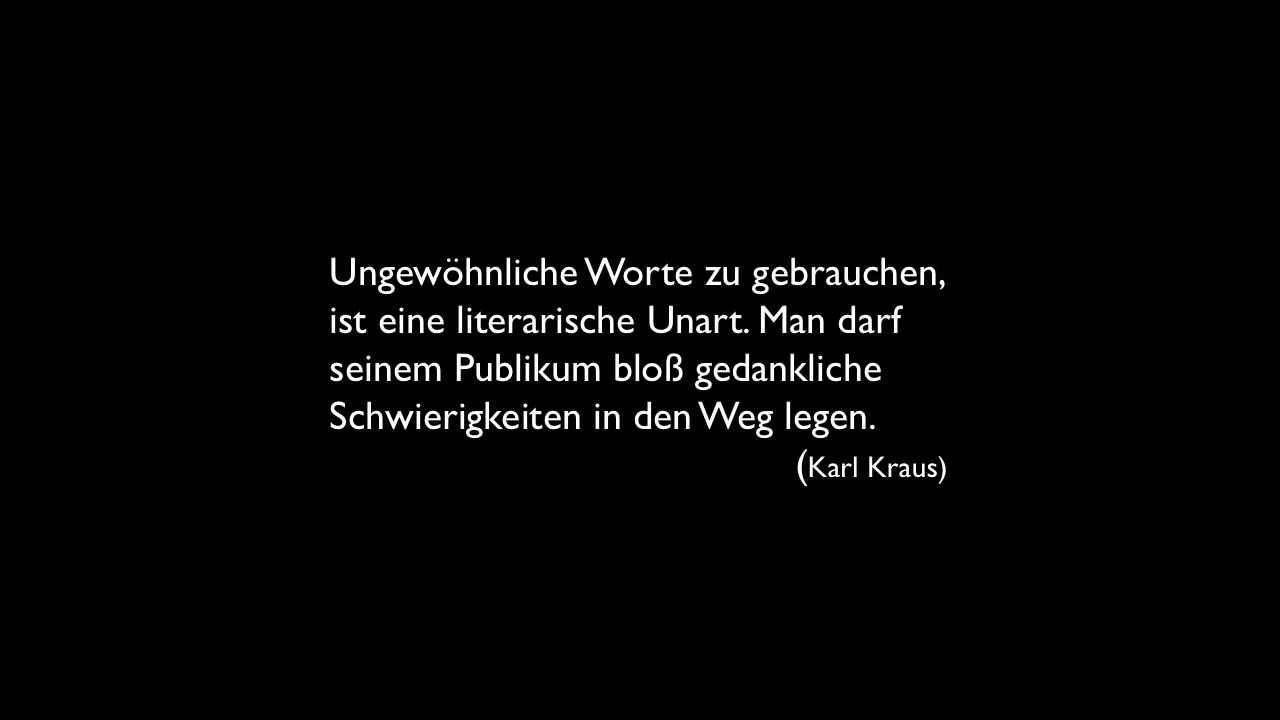 Ungewöhnliche Worte zu gebrauchen,
ist eine literarische Unart. Man darf
seinem Publikum bloß gedankliche
Schwierigkeiten in den Weg legen.
(Karl Kraus)